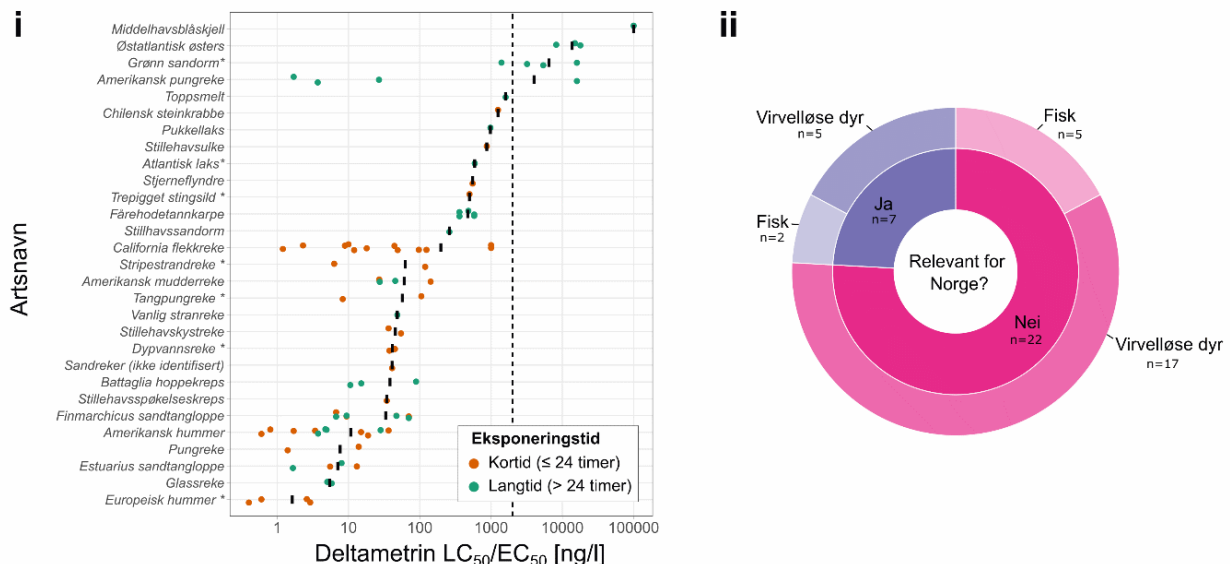 i
Artsnavn
Middelhavsblåskjell
Østatlantisk østers
Grønn sandorm*
Amerikansk pungreke
Toppsmelt
Chilensk steinkrabbe
Pukkellaks
Stillehavsulke
Atlantisk laks*
Stjerneflyndre
Trepigget stingsild *
Fårehodetannkarpe
Stillhavssandorm
California flekkreke
Stripestrandreke *
Amerikansk mudderreke
Tangpungreke *
Vanlig stranreke
Stillehavskystreke
Dypvannsreke *
Sandreker (ikke identifisert)
Battaglia hoppekreps
Stillehavsspøkelseskreps
Finmarchicus sandtangloppe
Amerikansk hummer
Pungreke
Estuarius sandtangloppe
Glassreke
Europeisk hummer *
Eksponeringstid
Kortid (≤ 24 timer)
Langtid (> 24 timer)
1 10 100 1000 10000 100000
Deltametrin LC50/EC50 [ng/l]
ii
Virvelløse dyr
n=5
Fisk
n=5
Ja
n=7
Fisk
n=2
Relevant for
Norge?
Nei
n=22
Virvelløse dyr
n=17